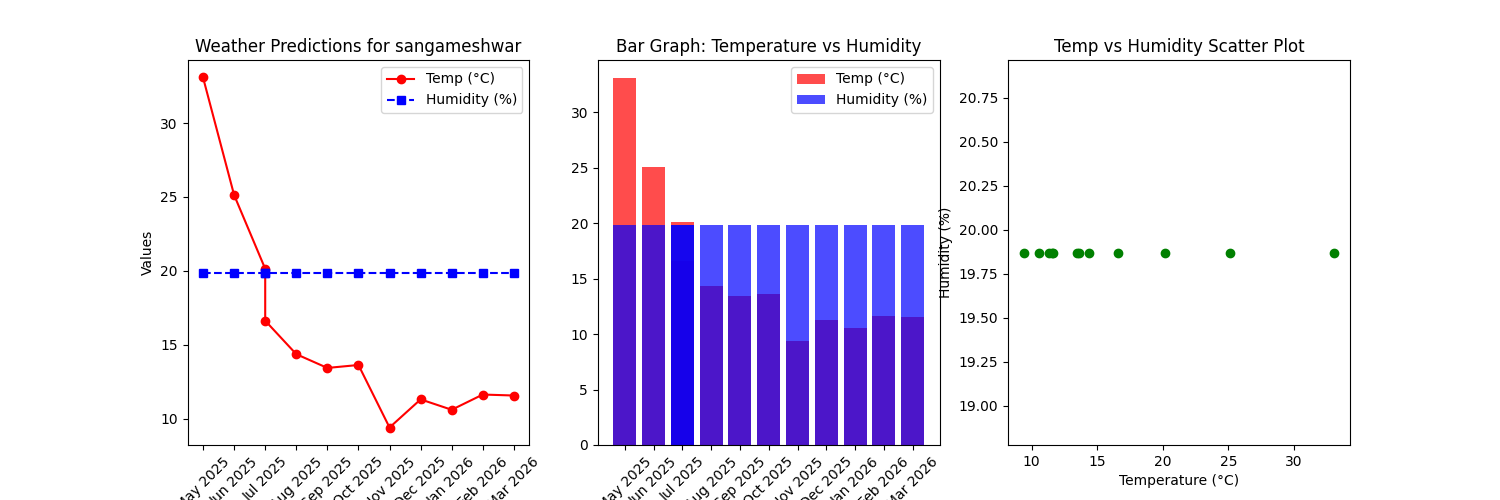 Weather Predictions for sangameshwar
Values
30
25
20
15
10
Temp (°C)
Humidity (%)
May 2025
Jun 2025
Jul 2025
Aug 2025
Sep 2025
Oct 2025
Nov 2025
Dec 2025
Jan 2026
Feb 2026
Mar 2026
Bar Graph: Temperature vs Humidity
30
25
20
15
10
5
0
Temp (°C)
Humidity (%)
May 2025
Jun 2025
Jul 2025
Aug 2025
Sep 2025
Oct 2025
Nov 2025
Dec 2025
Jan 2026
Feb 2026
Mar 2026
Temp vs Humidity Scatter Plot
Humidity (%)
20.75
20.50
20.25
20.00
19.75
19.50
19.25
19.00
10
15
20
25
30
Temperature (°C)